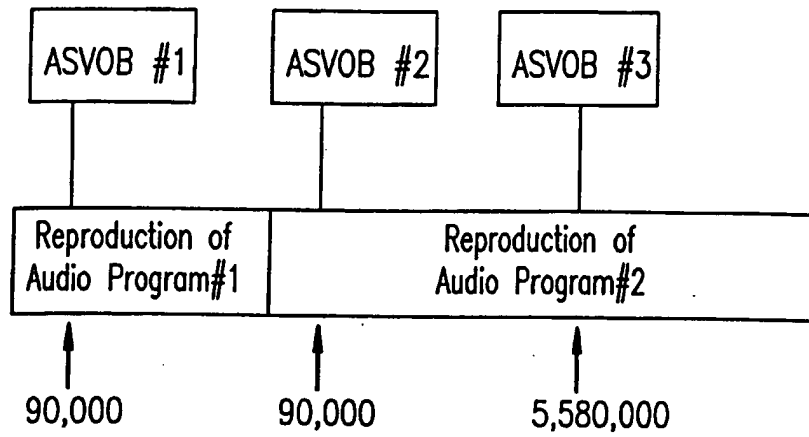 ASVOB #1
ASVOB #2
ASVOB #3
Reproduction of
Audio Program#1
Reproduction of
Audio Program#2
90,000
90,000
5,580,000